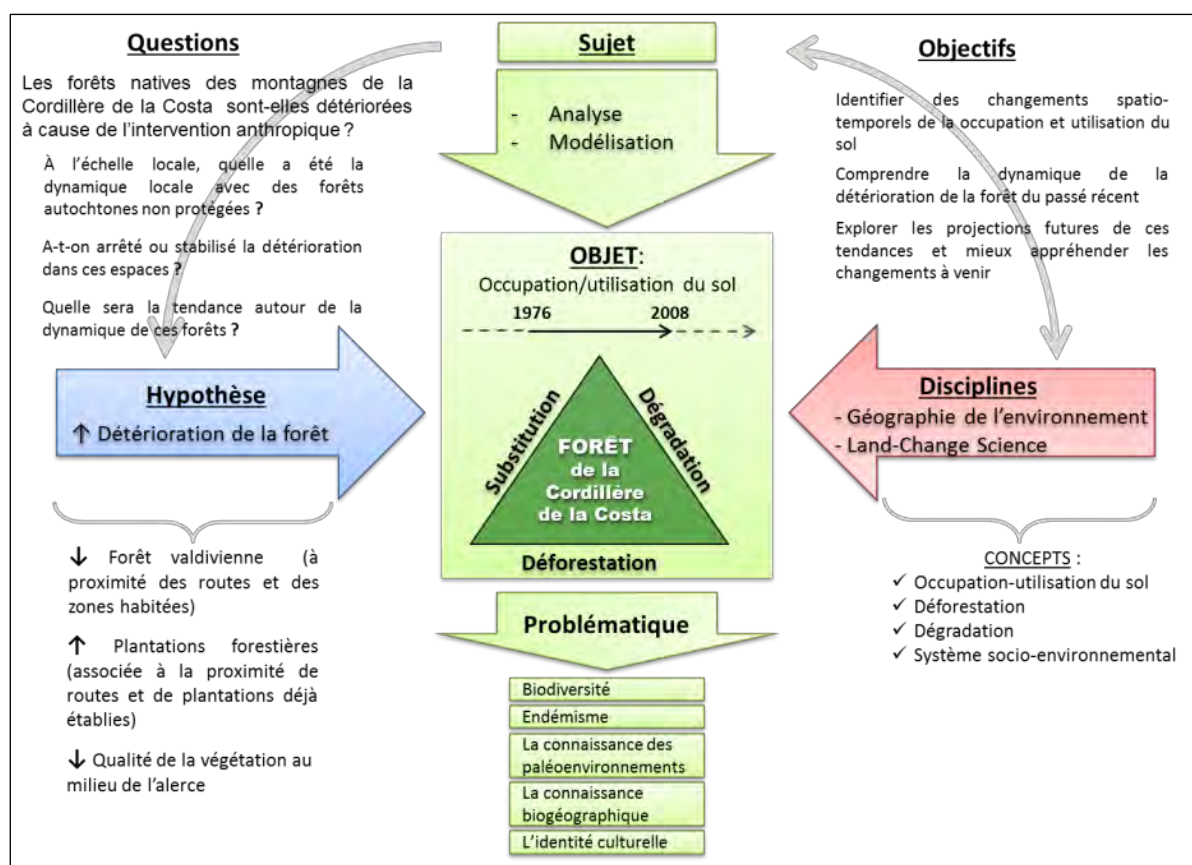 Questions
Les forêts natives des montagnes de la
Cordillère de la Costa sont-elles détériorées
à cause de l'intervention anthropique ?
À l'échelle locale, quelle a été la
dynamique locale avec des forêts
autochtones non protégées ?
A-t-on arrêté ou stabilisé la détérioration
dans ces espaces ?
Quelle sera la tendance autour de la
dynamique de ces forêts ?
Sujet
- Analyse
- Modélisation
Objectifs
Identifier des changements spatio-
temporels de la occupation et utilisation du
sol
Comprendre la dynamique de la
détérioration de la forêt du passé récent
Explorer les projections futures de ces
tendances et mieux appréhender les
changements à venir
Hypothèse
↑ Détérioration de la forêt
OBJET:
Occupation/utilisation du sol
1976 2008
Substitution
Dégradation
FORÊT
de la
Cordillère
de la Costa
Déforestation
Disciplines
- Géographie de l'environnement
- Land-Change Science
↓ Forêt valdivienne (à
proximité des routes et des
zones habitées)
↑ Plantations forestières
(associée à la proximité de
routes et de plantations déjà
établies)
↓ Qualité de la végétation au
milieu de l'alerce
Problématique
Biodiversité
Endémisme
La connaissance des
paléoenvironnements
La connaissance
biogéographique
L'identité culturelle
CONCEPTS :
✓ Occupation-utilisation du sol
✓ Déforestation
✓ Dégradation
✓ Système socio-environnemental